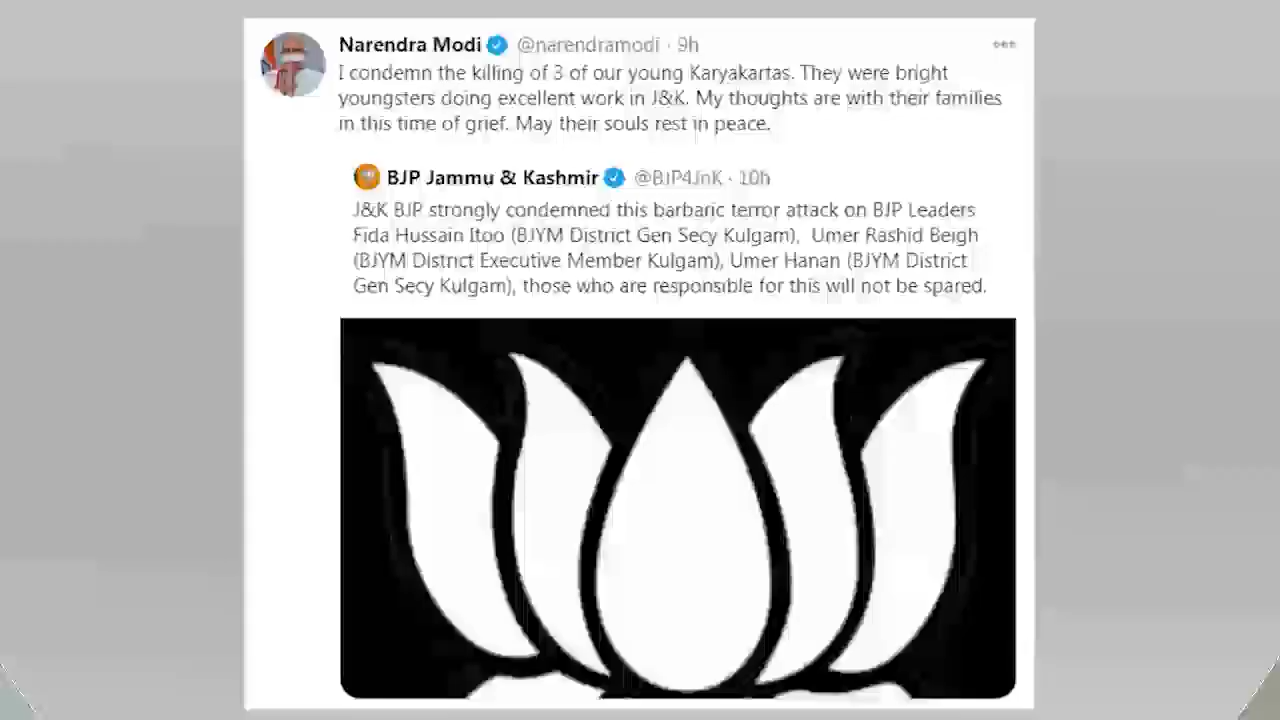 Narendra Modi @narendramodi · 9h
I condemn the killing of 3 of our young Karyakartas. They were bright
youngsters doing excellent work in J&K. My thoughts are with their families
in this time of grief. May their souls rest in peace.
BJP Jammu & Kashmir @BJP4JnK · 10h
J&K BJP strongly condemned this barbaric terror attack on BJP Leaders
Fida Hussain Itoo (BJYM District Gen Secy Kulgam), Umer Rashid Beigh
(BJYM District Executive Member Kulgam), Umer Hanan (BJYM District
Gen Secy Kulgam), those who are responsible for this will not be spared.